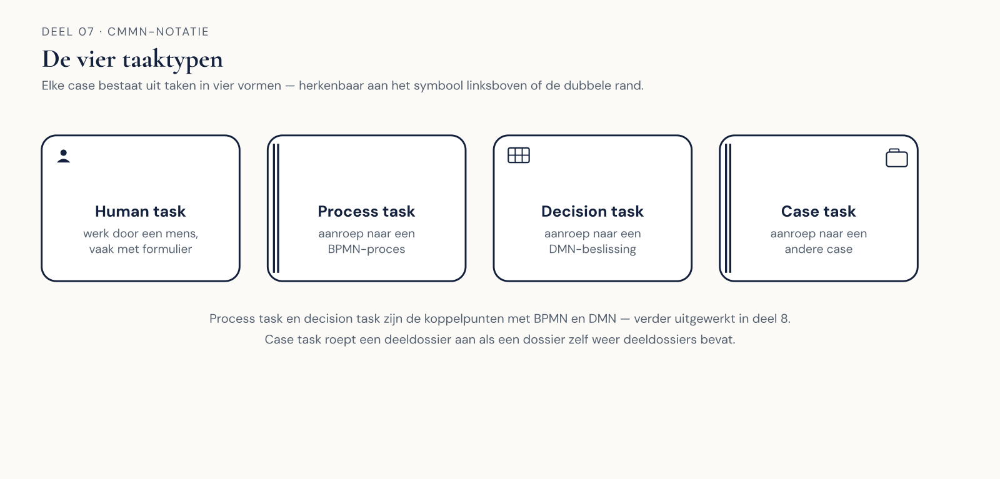 DEEL 07 · CMMN-NOTATIE
De vier taaktypen
Elke case bestaat uit taken in vier vormen — herkenbaar aan het symbool linksboven of de dubbele rand.
Human task
werk door een mens,
vaak met formulier
Process task
aanroep naar een
BPMN-proces
Decision task
aanroep naar een
DMN-beslissing
Case task
aanroep naar een
andere case
Process task en decision task zijn de koppelpunten met BPMN en DMN — verder uitgewerkt in deel 8.
Case task roept een deeldossier aan als een dossier zelf weer deeldossiers bevat.